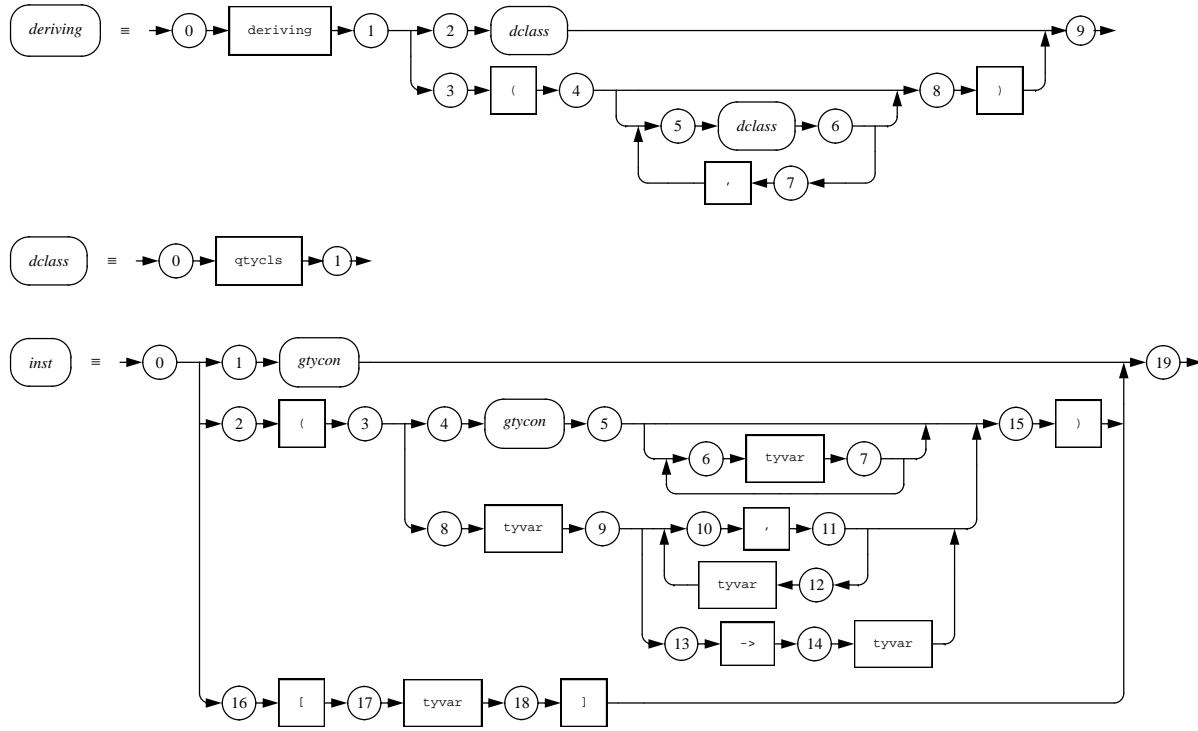 deriving ≡ 0 deriving 1 2 dclass 9
3 ( 4 8 )
5 dclass 6
, 7
dclass ≡ 0 qtycls 1
inst ≡ 0 1 gtycon 19
2 ( 3 4 gtycon 5 15 )
6 tyvar 7
8 tyvar 9 10 , 11
tyvar 12
13 -> 14 tyvar
16 [ 17 tyvar 18 ]